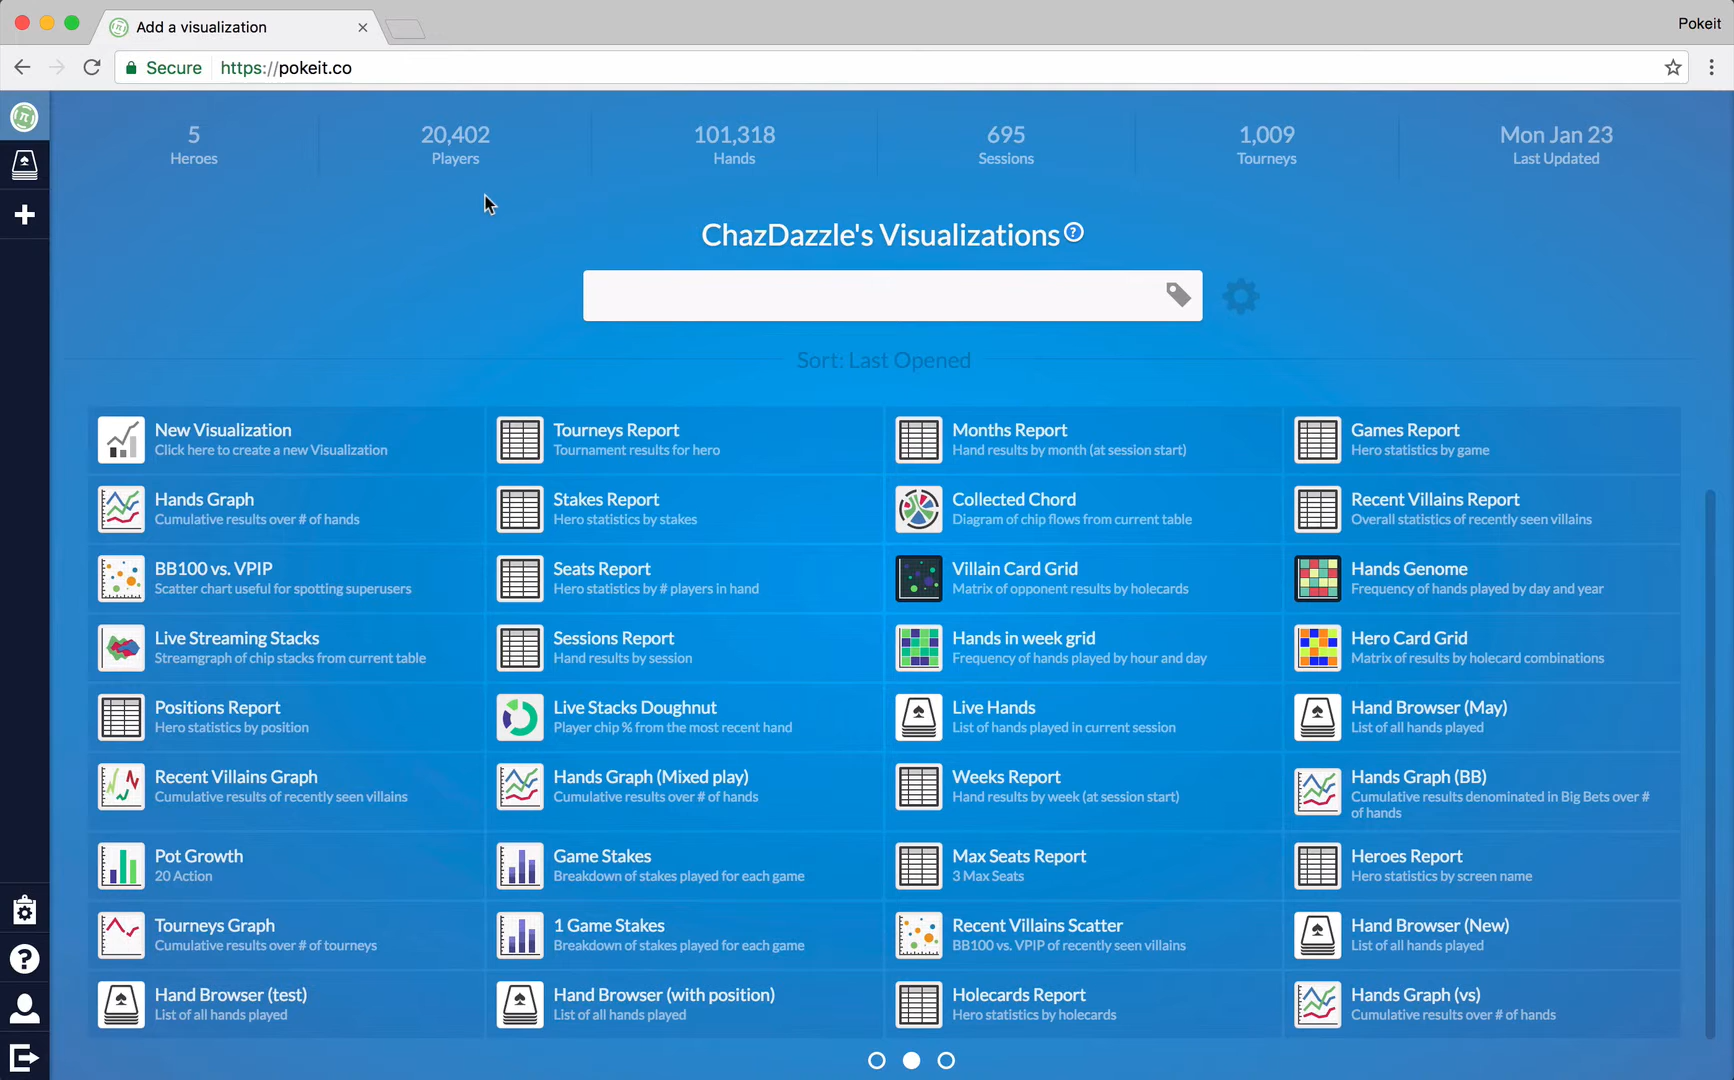 Add a visualization
Pokeit
Secure https://pokeit.co
5 20,402 101,318 695 1,009 Mon Jan 23
Heroes Players Hands Sessions Tourneys Last Updated
ChazDazzle's Visualizations ?
Sort: Last Opened
New Visualization
Click here to create a new Visualization
Tourneys Report
Tournament results for hero
Months Report
Hand results by month (at session start)
Games Report
Hero statistics by game
Hands Graph
Cumulative results over # of hands
Stakes Report
Hero statistics by stakes
Collected Chord
Diagram of chip flows from current table
Recent Villains Report
Overall statistics of recently seen villains
BB100 vs. VPIP
Scatter chart useful for spotting superusers
Seats Report
Hero statistics by # players in hand
Villain Card Grid
Matrix of opponent results by holecards
Hands Genome
Frequency of hands played by day and year
Live Streaming Stacks
Streamgraph of chip stacks from current table
Sessions Report
Hand results by session
Hands in week grid
Frequency of hands played by hour and day
Hero Card Grid
Matrix of results by holecard combinations
Positions Report
Hero statistics by position
Live Stacks Doughnut
Player chip % from the most recent hand
Live Hands
List of hands played in current session
Hand Browser (May)
List of all hands played
Recent Villains Graph
Cumulative results of recently seen villains
Hands Graph (Mixed play)
Cumulative results over # of hands
Weeks Report
Hand results by week (at session start)
Hands Graph (BB)
Cumulative results denominated in Big Bets over #
of hands
Pot Growth
20 Action
Game Stakes
Breakdown of stakes played for each game
Max Seats Report
3 Max Seats
Heroes Report
Hero statistics by screen name
Tourneys Graph
Cumulative results over # of tourneys
1 Game Stakes
Breakdown of stakes played for each game
Recent Villains Scatter
BB100 vs. VPIP of recently seen villains
Hand Browser (New)
List of all hands played
Hand Browser (test)
List of all hands played
Hand Browser (with position)
List of all hands played
Holecards Report
Hero statistics by holecards
Hands Graph (vs)
Cumulative results over # of hands